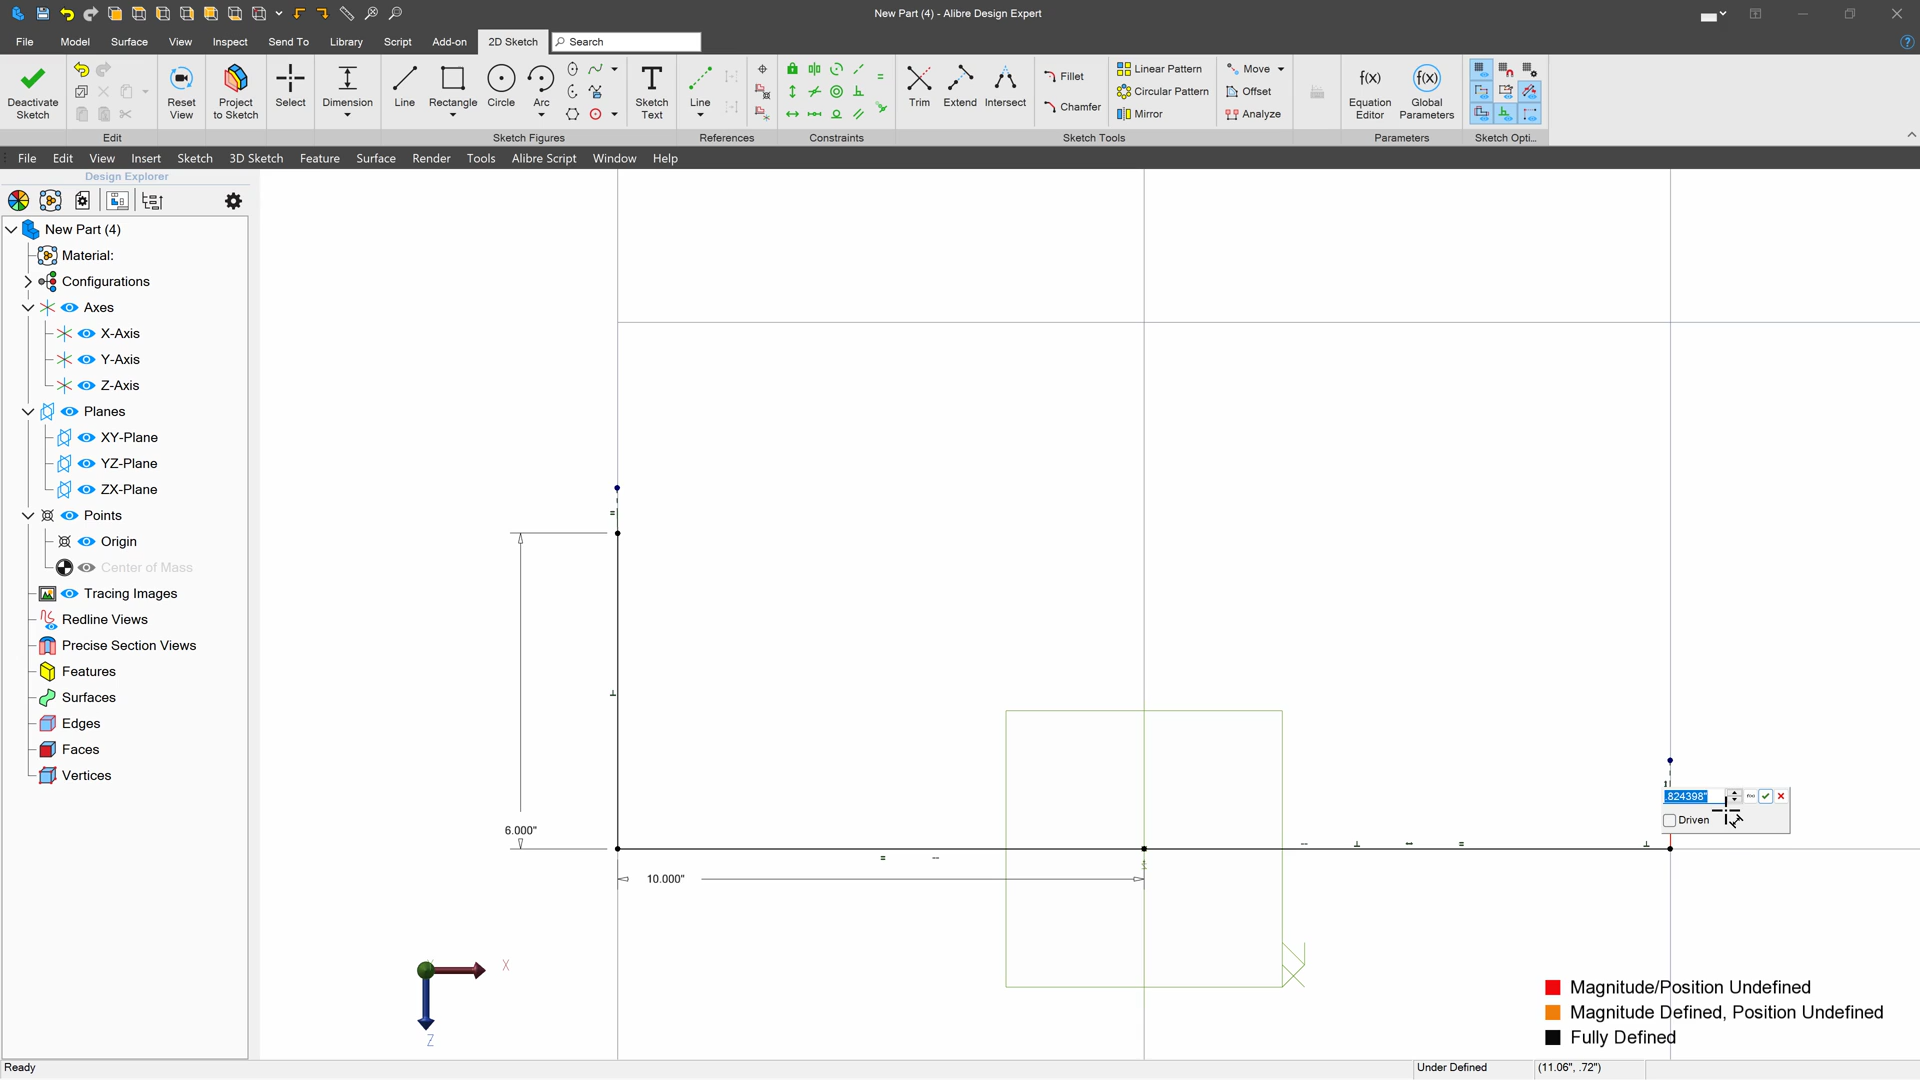 New Part (4) - Alibre Design Expert
File
Model
Surface
View
Inspect
Send To
Library
Script
Add-on
2D Sketch
Search
Deactivate
Sketch
Reset
View
Project
to Sketch
Select
Dimension
Line
Rectangle
Circle
Arc
Sketch
Text
Line
Trim
Extend
Intersect
Fillet
Chamfer
Linear Pattern
Circular Pattern
Mirror
Move
Offset
Analyze
Equation
Editor
Global
Parameters
Edit
Sketch Figures
References
Constraints
Sketch Tools
Parameters
Sketch Opti...
File
Edit
View
Insert
Sketch
3D Sketch
Feature
Surface
Render
Tools
Alibre Script
Window
Help
Design Explorer
New Part (4)
Material:
Configurations
Axes
X-Axis
Y-Axis
Z-Axis
Planes
XY-Plane
YZ-Plane
ZX-Plane
Points
Origin
Center of Mass
Tracing Images
Redline Views
Precise Section Views
Features
Surfaces
Edges
Faces
Vertices
6.000"
10.000"
.824398"
Driven
X
Z
Magnitude/Position Undefined
Magnitude Defined, Position Undefined
Fully Defined
Ready
Under Defined
(11.06", .72")